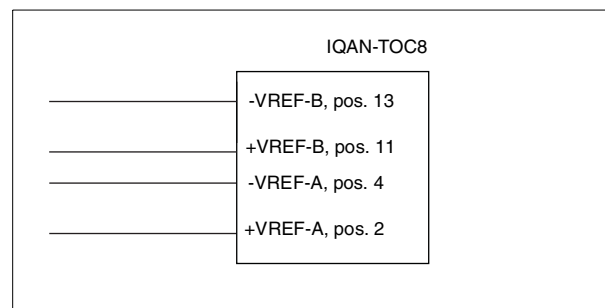 IQAN-TOC8
-VREF-B, pos. 13
+VREF-B, pos. 11
-VREF-A, pos. 4
+VREF-A, pos. 2